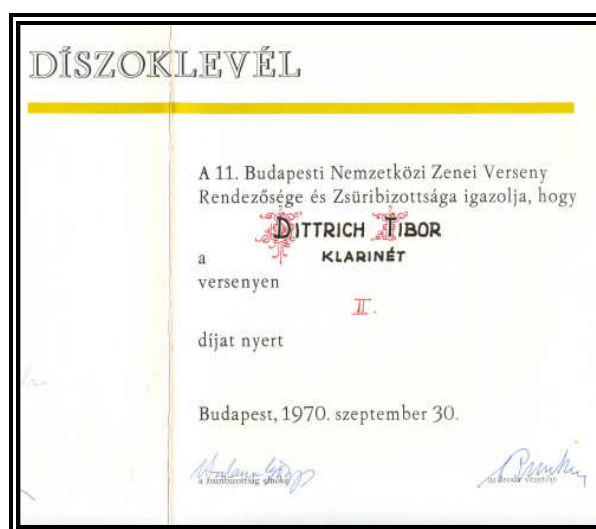 DÍSZOKLEVÉL
A 11. Budapesti Nemzetközi Zenei Verseny
Rendezősége és Zsüribizottsága igazolja, hogy
DITTRICH TIBOR
a KLARINÉT
versenyen
II.
díjat nyert
Budapest, 1970. szeptember 30.
a zsüribizottság elnöke
az iroda vezetője